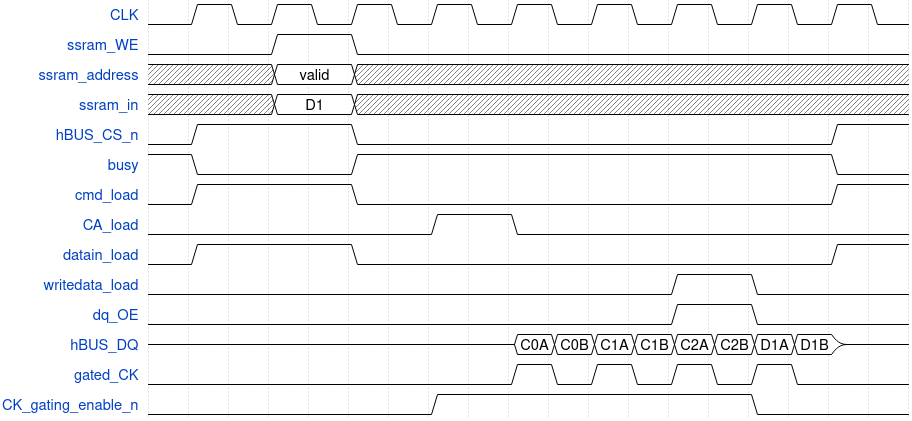 CLK
ssram_WE
ssram_address valid
ssram_in D1
hBUS_CS_n
busy
cmd_load
CA_load
datain_load
writedata_load
dq_OE
hBUS_DQ C0A C0B C1A C1B C2A C2B D1A D1B
gated_CK
CK_gating_enable_n